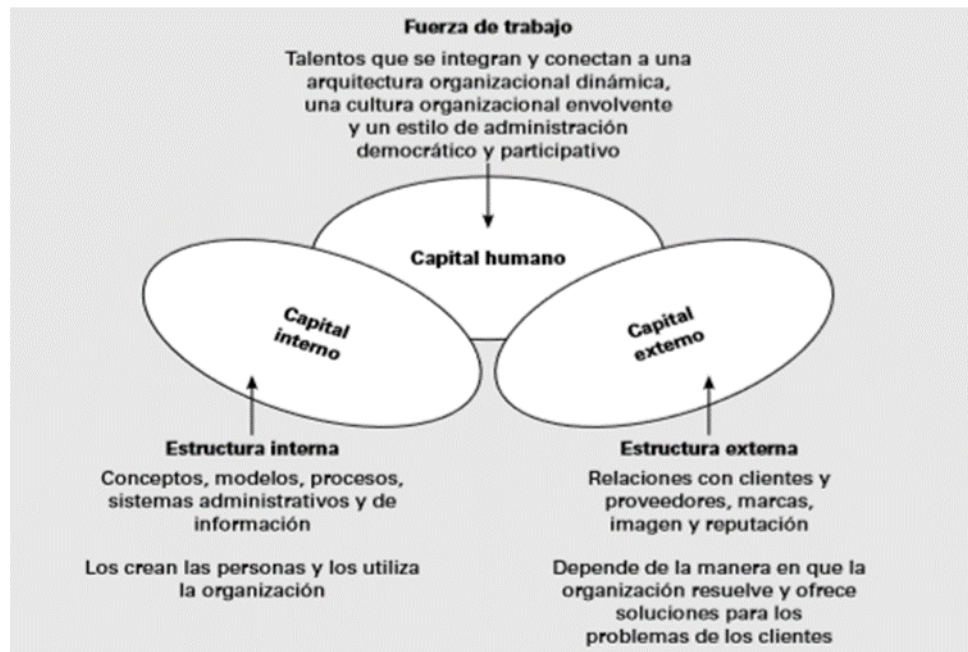 Fuerza de trabajo
Talentos que se integran y conectan a una
arquitectura organizacional dinámica,
una cultura organizacional envolvente
y un estilo de administración
democrático y participativo
Capital humano
Capital
interno
Capital
externo
Estructura interna
Conceptos, modelos, procesos,
sistemas administrativos y de
información
Los crean las personas y los utiliza
la organización
Estructura externa
Relaciones con clientes y
proveedores, marcas,
imagen y reputación
Depende de la manera en que la
organización resuelve y ofrece
soluciones para los
problemas de los clientes